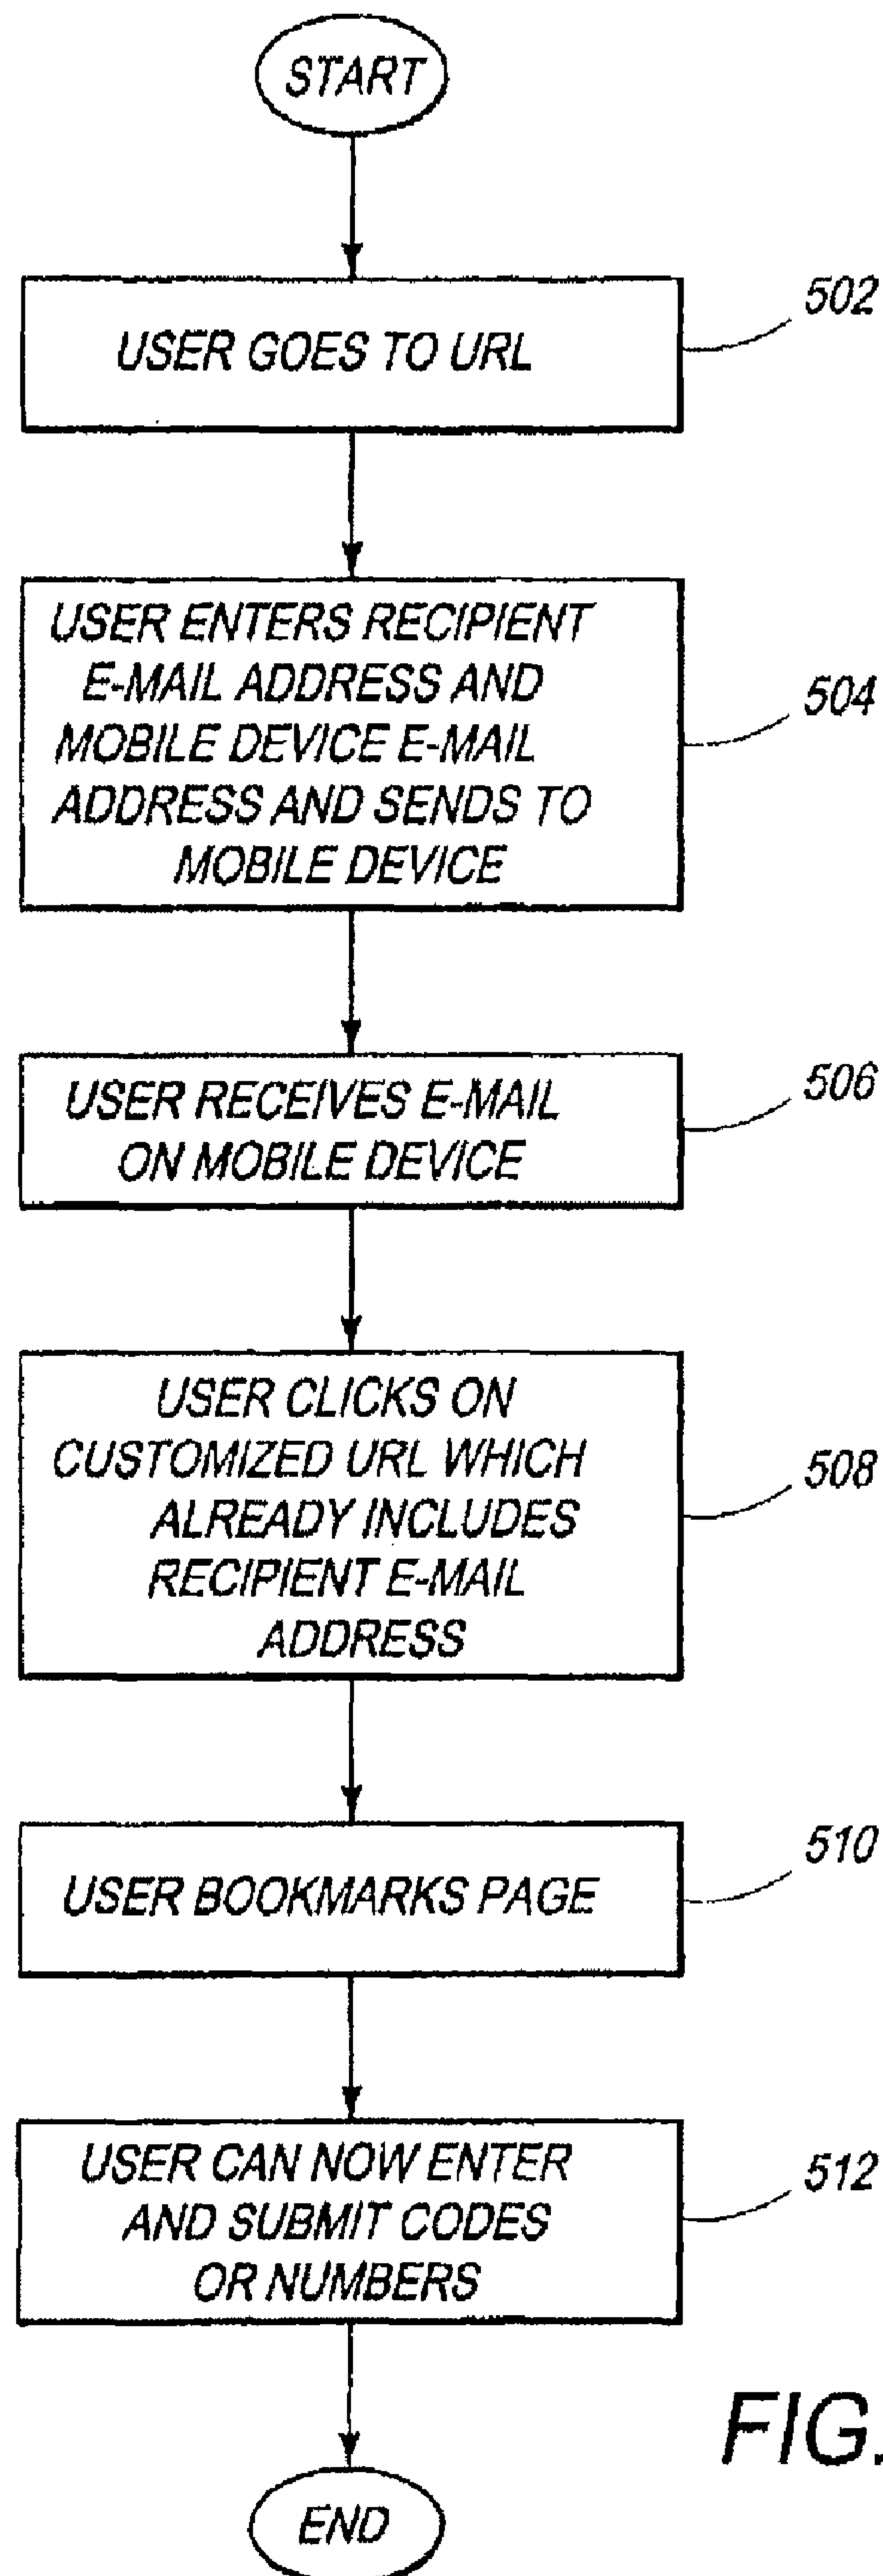 START
USER GOES TO URL
502
USER ENTERS RECIPIENT
E-MAIL ADDRESS AND
MOBILE DEVICE E-MAIL
ADDRESS AND SENDS TO
MOBILE DEVICE
504
USER RECEIVES E-MAIL
ON MOBILE DEVICE
506
USER CLICKS ON
CUSTOMIZED URL WHICH
ALREADY INCLUDES
RECIPIENT E-MAIL
ADDRESS
508
USER BOOKMARKS PAGE
510
USER CAN NOW ENTER
AND SUBMIT CODES
OR NUMBERS
512
FIG.
END